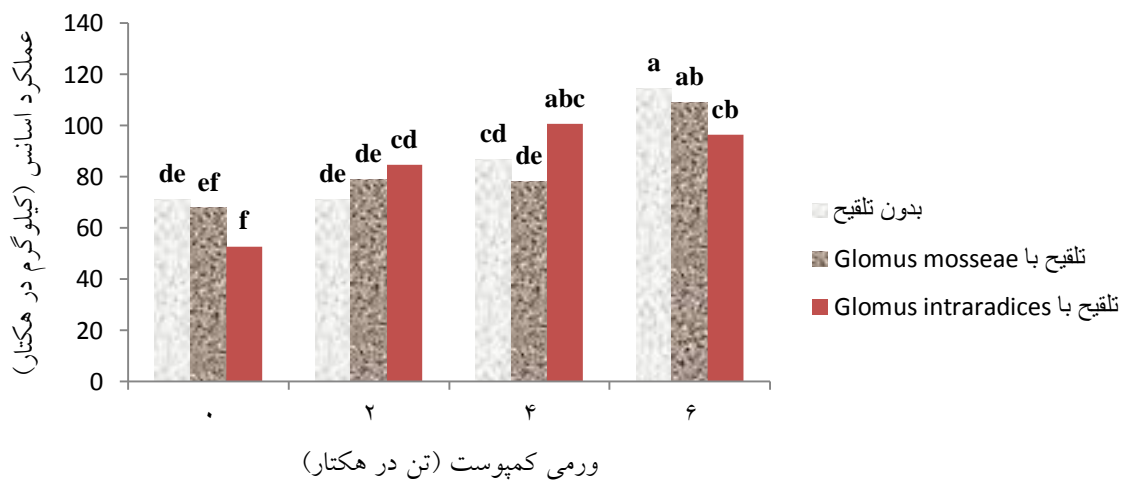 عملکرد اسانس (کیلوگرم در هکتار)
140
120
100
80
60
40
20
0
de ef f
de de cd
cd de abc
a ab cb
۰ ۲ ۴ ۶
ورمی کمپوست (تن در هکتار)
بدون تلقیح
تلقیح با Glomus mosseae
تلقیح با Glomus intraradices